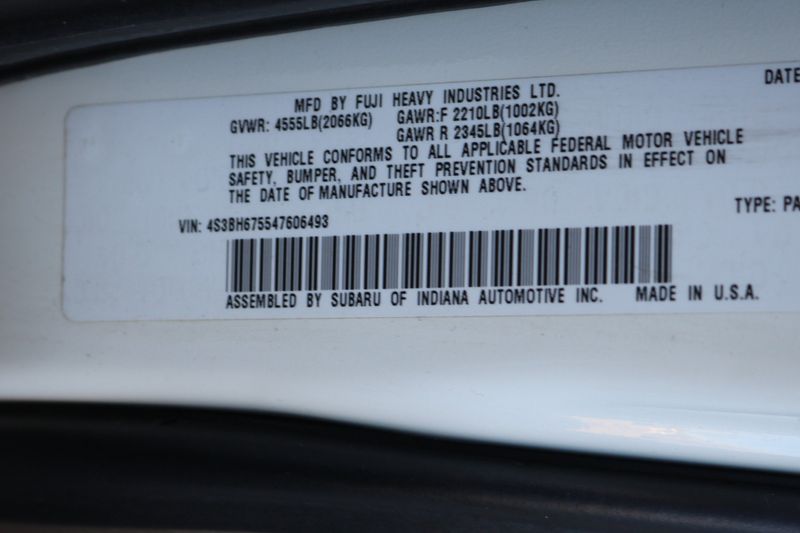 DATE
MFD BY FUJI HEAVY INDUSTRIES LTD.
GVWR: 4555LB(2066KG) GAWR:F 2210LB(1002KG)
GAWR R 2345LB(1064KG)
THIS VEHICLE CONFORMS TO ALL APPLICABLE FEDERAL MOTOR VEHICLE
SAFETY, BUMPER, AND THEFT PREVENTION STANDARDS IN EFFECT ON
THE DATE OF MANUFACTURE SHOWN ABOVE.
VIN: 4S3BH675547606493 TYPE: PA
ASSEMBLED BY SUBARU OF INDIANA AUTOMOTIVE INC. MADE IN U.S.A.